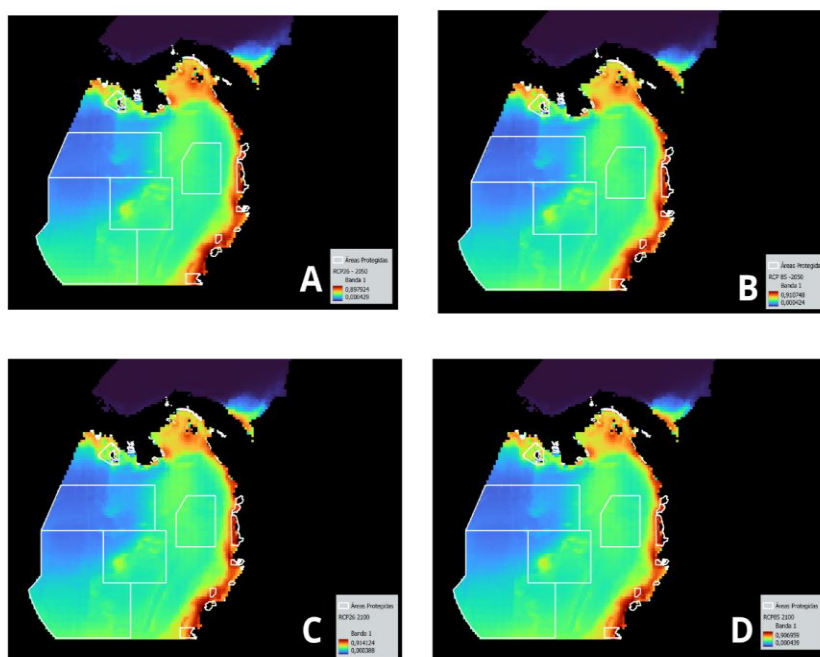 A
Áreas Protegidas
RCP26 - 2050
Banda 1
0,897924
0,000429
B
Áreas Protegidas
RCP 85 -2050
Banda 1
0,910748
0,000424
C
Áreas Protegidas
RCP26 2100
Banda 1
0,914124
0,000388
D
Áreas Protegidas
RCP85 2100
Banda 1
0,906959
0,000439